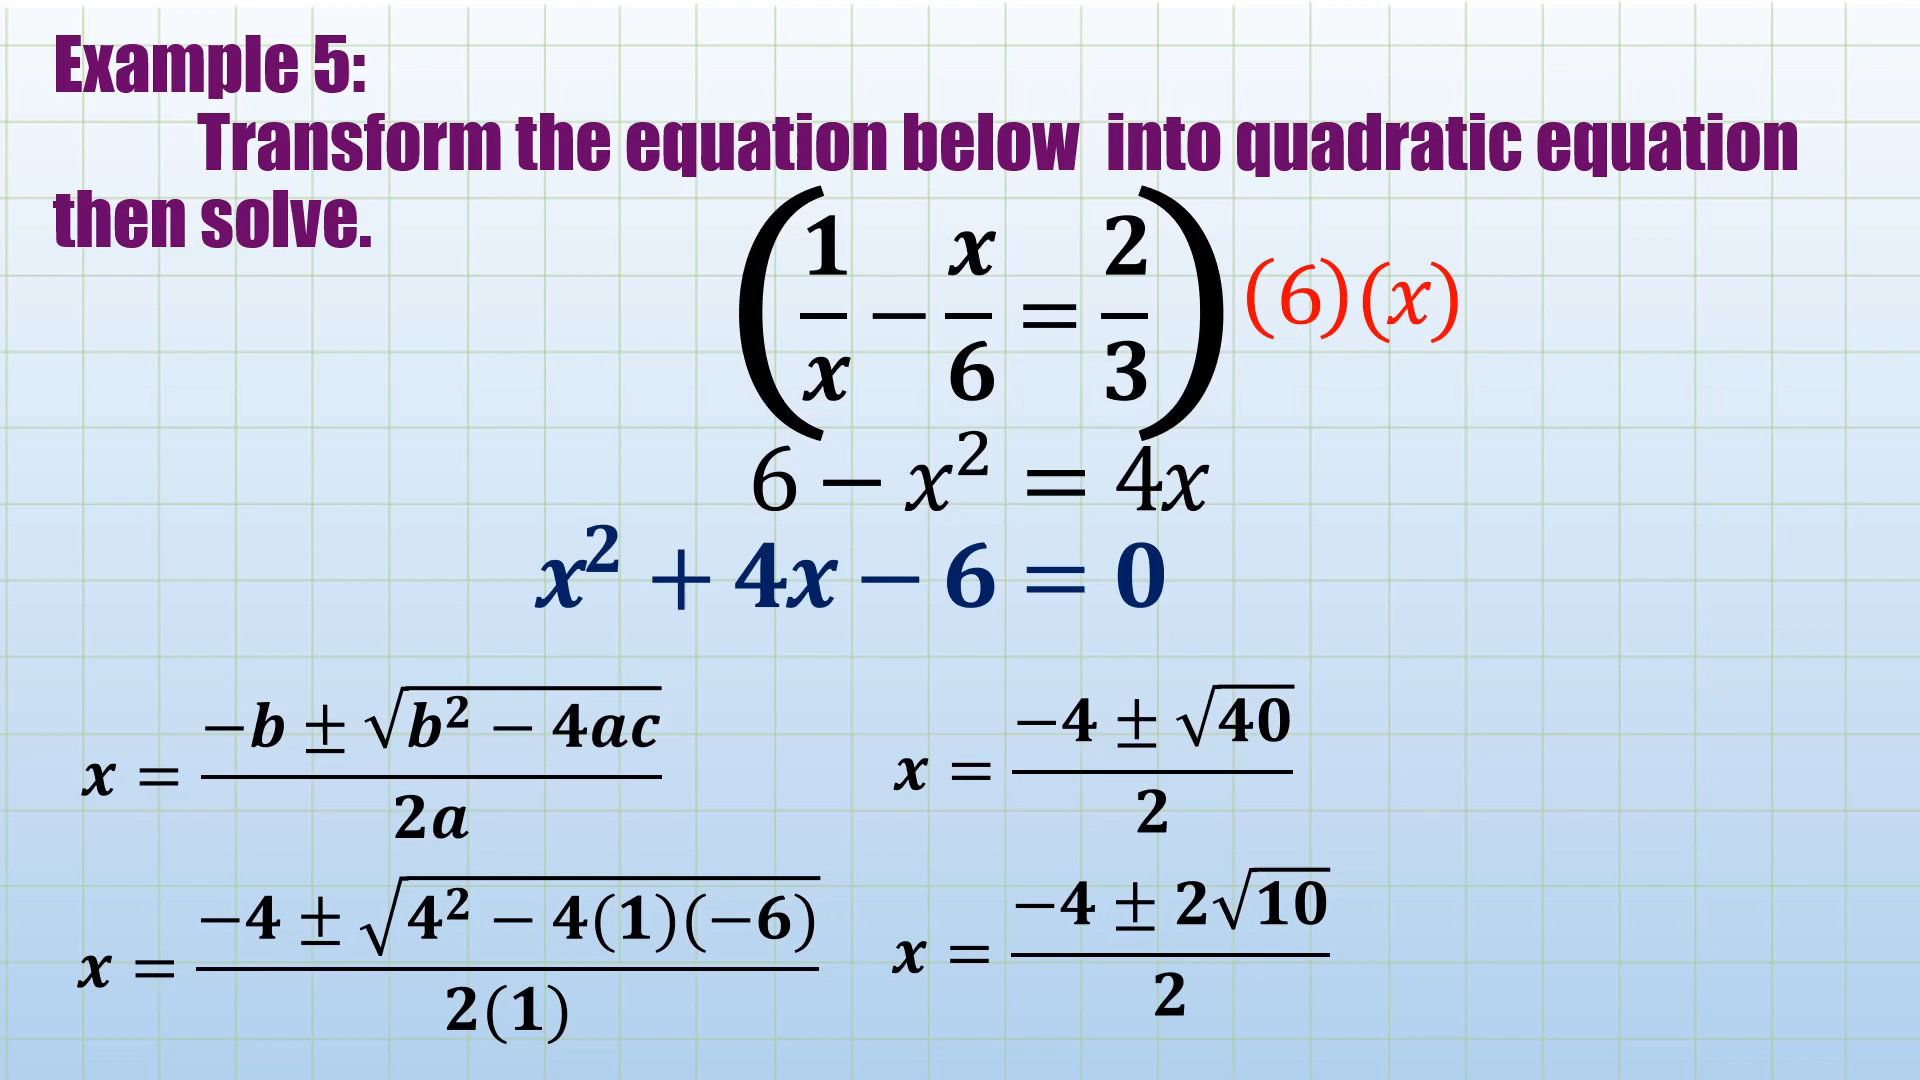 Example 5:
Transform the equation below into quadratic equation
then solve.
(1/x − x/6 = 2/3) (6)(x)
6 − x² = 4x
x² + 4x − 6 = 0
x = (−b ± √(b² − 4ac))/(2a)
x = (−4 ± √(4² − 4(1)(−6)))/(2(1))
x = (−4 ± √40)/2
x = (−4 ± 2√10)/2